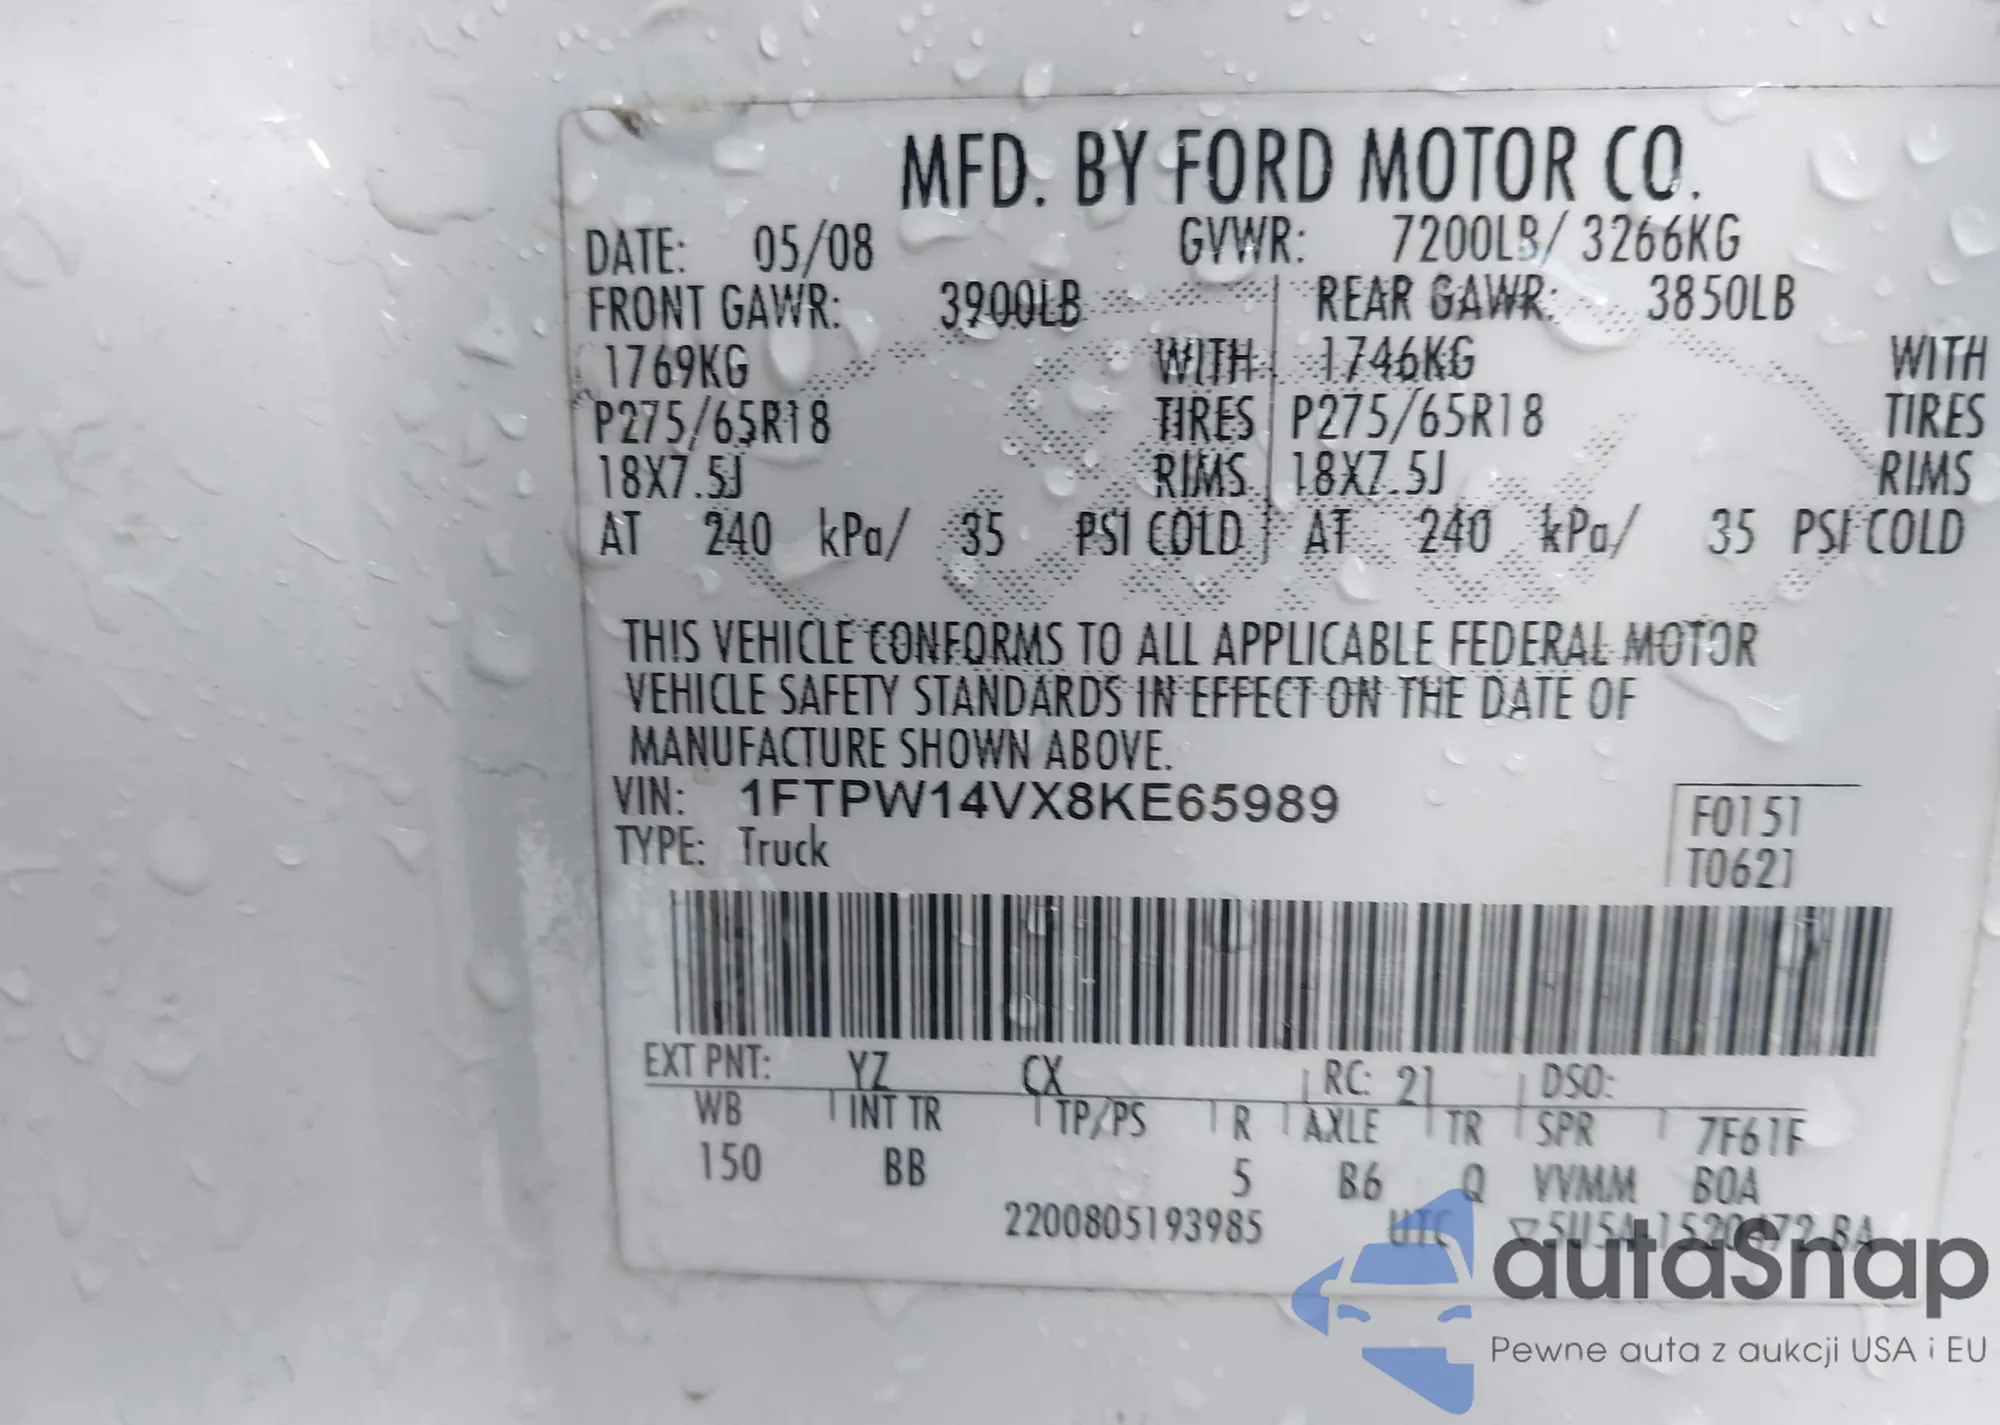 MFD. BY FORD MOTOR CO.
DATE: 05/08 GVWR: 7200LB/ 3266KG
FRONT GAWR: 3900LB REAR GAWR: 3850LB
1769KG WITH 1746KG WITH
P275/65R18 TIRES P275/65R18 TIRES
18X7.5J RIMS 18X7.5J RIMS
AT 240 kPa/ 35 PSI COLD AT 240 kPa/ 35 PSI COLD
THIS VEHICLE CONFORMS TO ALL APPLICABLE FEDERAL MOTOR
VEHICLE SAFETY STANDARDS IN EFFECT ON THE DATE OF
MANUFACTURE SHOWN ABOVE.
VIN: 1FTPW14VX8KE65989
F0151
TYPE: Truck
T0621
EXT PNT: YZ CX RC: 21 DSO:
WB INT TR TP/PS R AXLE TR SPR 7F61F
150 BB 5 B6 Q VVMM BOA
2200805193985 UTC
autoSnap
Pewne auta z aukcji USA i EU